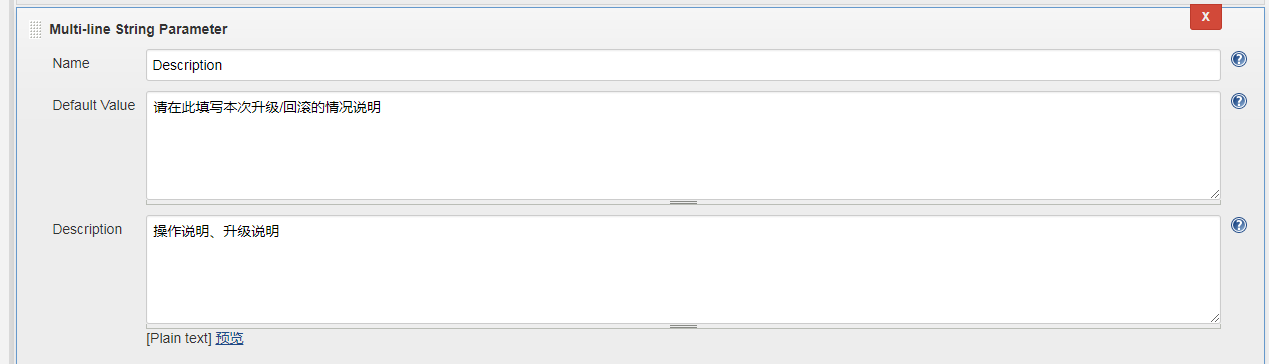 Multi-line String Parameter
X
Name
Description
Default Value
请在此填写本次升级/回滚的情况说明
Description
操作说明、升级说明
[Plain text] 预览